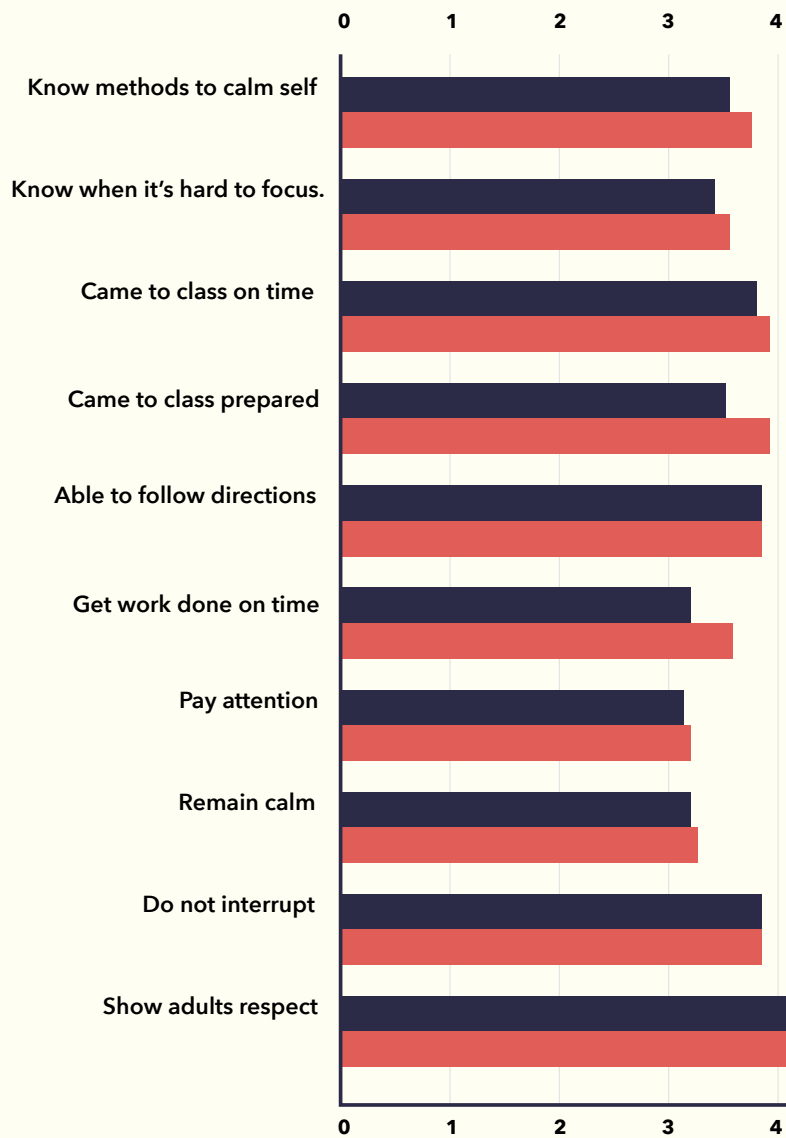 0 1 2 3 4
Know methods to calm self
Know when it's hard to focus.
Came to class on time
Came to class prepared
Able to follow directions
Get work done on time
Pay attention
Remain calm
Do not interrupt
Show adults respect
0 1 2 3 4